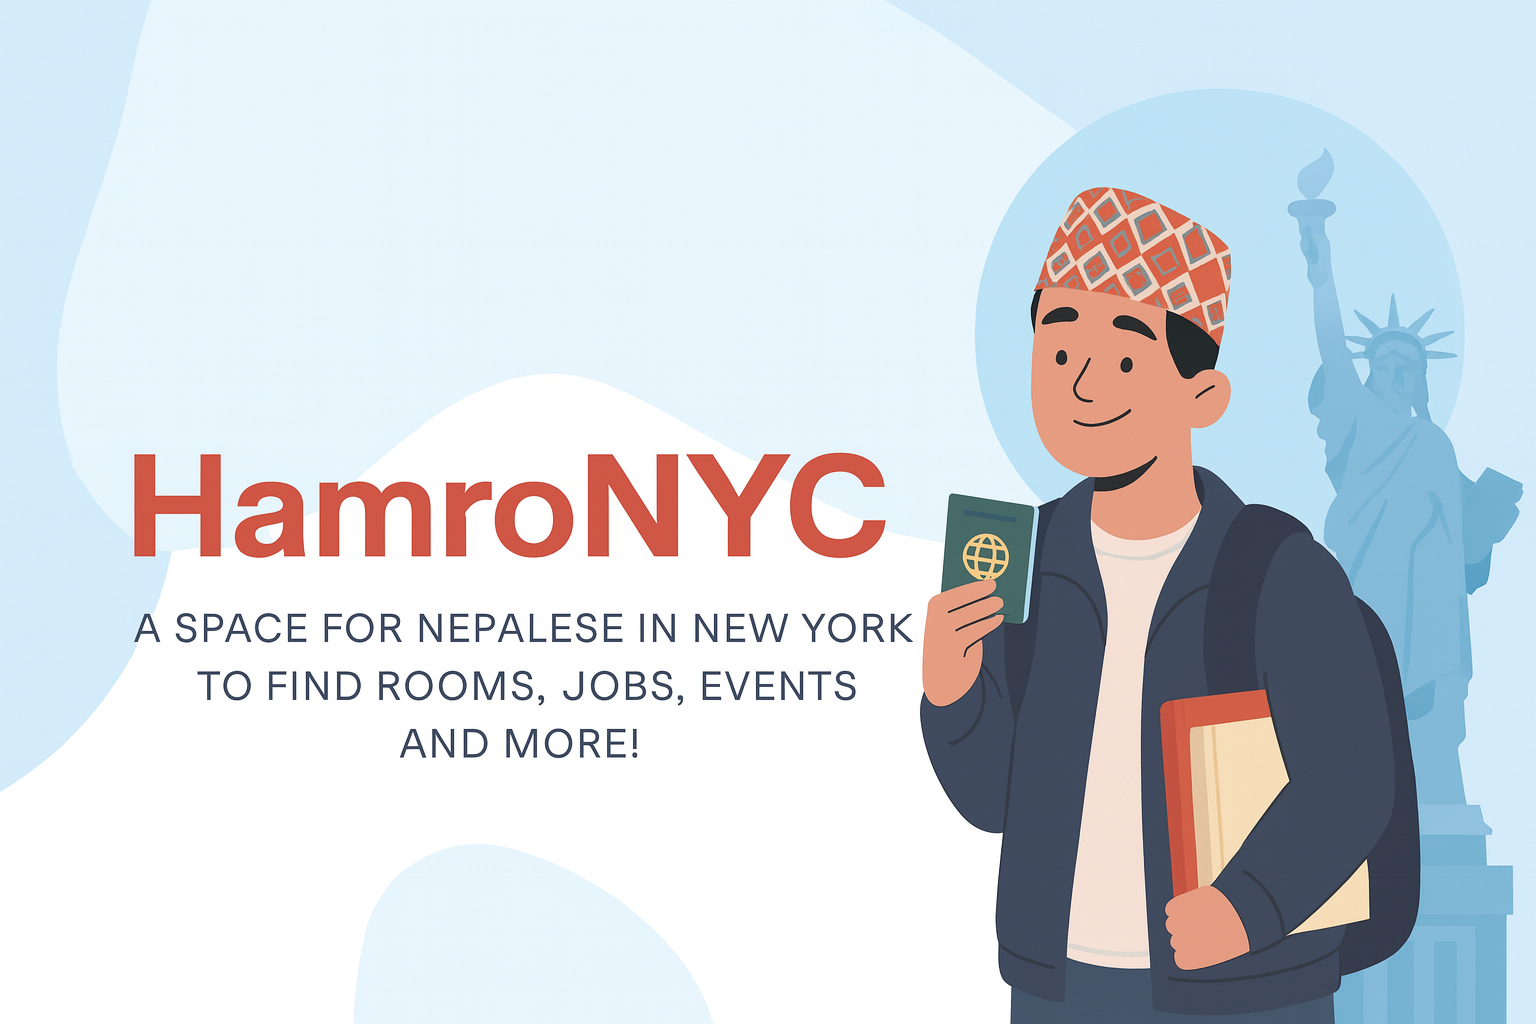 HamroNYC
A SPACE FOR NEPALESE IN NEW YORK
TO FIND ROOMS, JOBS, EVENTS
AND MORE!